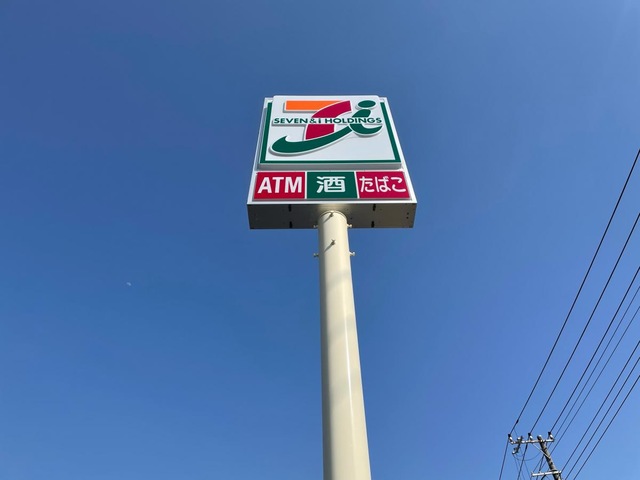 SEVEN & i HOLDINGS
ATM 酒 たばこ